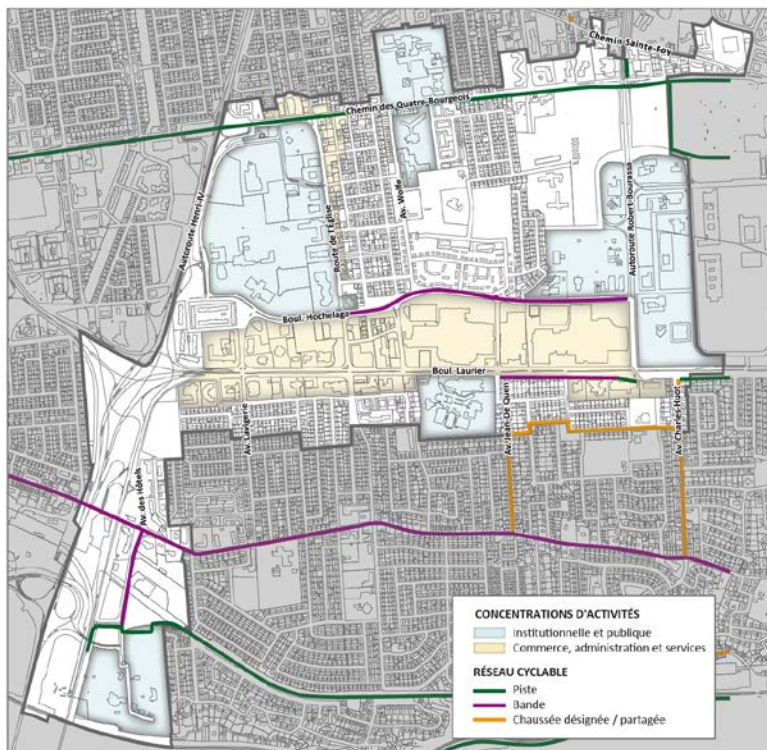 Chemin Sainte-Foy
Chemin des Quatre-Bourgeois
Autoroute Henri-IV
Route de l'Église
Av. Wolfe
Autoroute Robert-Bourassa
Boul. Hochelaga
Boul. Laurier
Av. Lavigerie
Av. Jean-De Quen
Av. Charles-Huot
Av. des Hôtels
CONCENTRATIONS D'ACTIVITÉS
Institutionnelle et publique
Commerce, administration et services
RÉSEAU CYCLABLE
Piste
Bande
Chaussée désignée / partagée